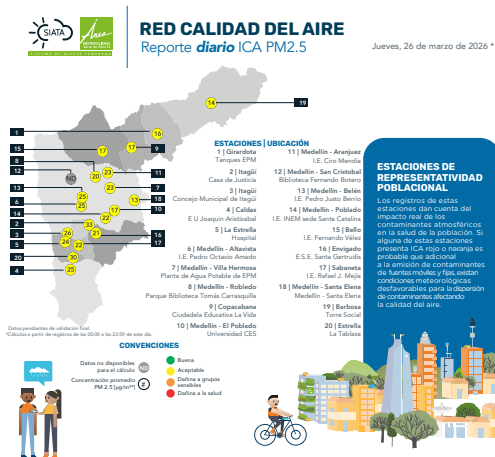 SIATA
Área
METROPOLITANA
Valle de Aburrá
RED CALIDAD DEL AIRE
Reporte diario ICA PM2.5
Jueves, 26 de marzo de 2026 *
14
19
1
16
15
17
17
9
8
12
ND
20
23
11
13
23
7
25
13
18
6
25
22
10
14
33
2
26
21
16
3
24
22
17
5
20
30
4
25
ESTACIONES | UBICACIÓN
1 | Girardota
Tanques EPM
2 | Itagüí
Casa de Justicia
3 | Itagüí
Concejo Municipal de Itagüí
4 | Caldas
E U Joaquín Aristizabal
5 | La Estrella
Hospital
6 | Medellín - Altavista
I.E. Pedro Octavio Amado
7 | Medellín - Villa Hermosa
Planta de Agua Potable de EPM
8 | Medellín - Robledo
Parque Biblioteca Tomás Carrasquilla
9 | Copacabana
Ciudadela Educativa La Vida
10 | Medellín - El Poblado
Universidad CES
11 | Medellín - Aranjuez
I.E. Ciro Mendía
12 | Medellín - San Cristobal
Biblioteca Fernando Botero
13 | Medellín - Belén
I.E. Pedro Justo Berrio
14 | Medellín - Poblado
I.E. INEM sede Santa Catalina
15 | Bello
I.E. Fernando Vélez
16 | Envigado
E.S.E. Santa Gertrudis
17 | Sabaneta
I.E. Rafael J. Mejía
18 | Medellín - Santa Elena
Medellín - Santa Elena
19 | Barbosa
Torre Social
20 | Estrella
La Tablaza
ESTACIONES DE
REPRESENTATIVIDAD
POBLACIONAL
Los registros de estas
estaciones dan cuenta del
impacto real de los
contaminantes atmosféricos
en la salud de la población. Si
alguna de estas estaciones
presenta ICA rojo o naranja es
probable que adicional
a la emisión de contaminantes
de fuentes móviles y fijas, existan
condiciones meteorológicas
desfavorables para la dispersión
de contaminantes afectando
la calidad del aire.
Datos pendientes de validación final
*Cálculos a partir de registros de las 00:00 a las 23:59 de este día.
CONVENCIONES
Datos no disponibles
para el cálculo
ND
Concentración promedio
PM 2.5 [µg/m³]
#
Buena
Aceptable
Dañina a grupos
sensibles
Dañina a la salud